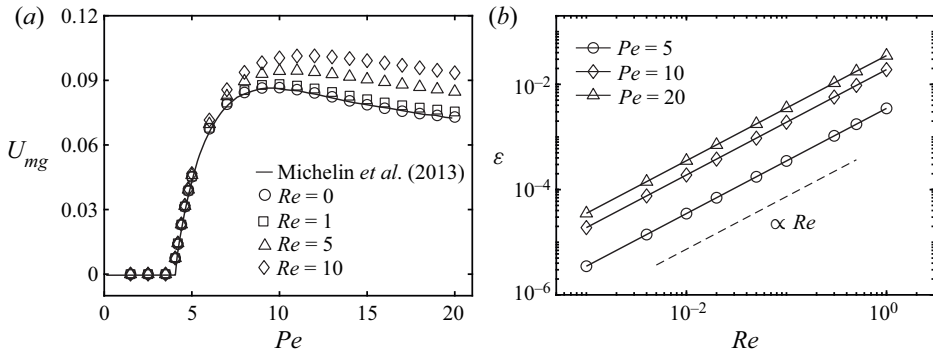 (a)
0.12
0.09
0.06
0.03
0
U_mg
0 5 10 15 20
Pe
Michelin et al. (2013)
Re = 0
Re = 1
Re = 5
Re = 10
(b)
10⁻²
10⁻⁴
10⁻⁶
ε
Pe = 5
Pe = 10
Pe = 20
∝ Re
10⁻² 10⁰
Re